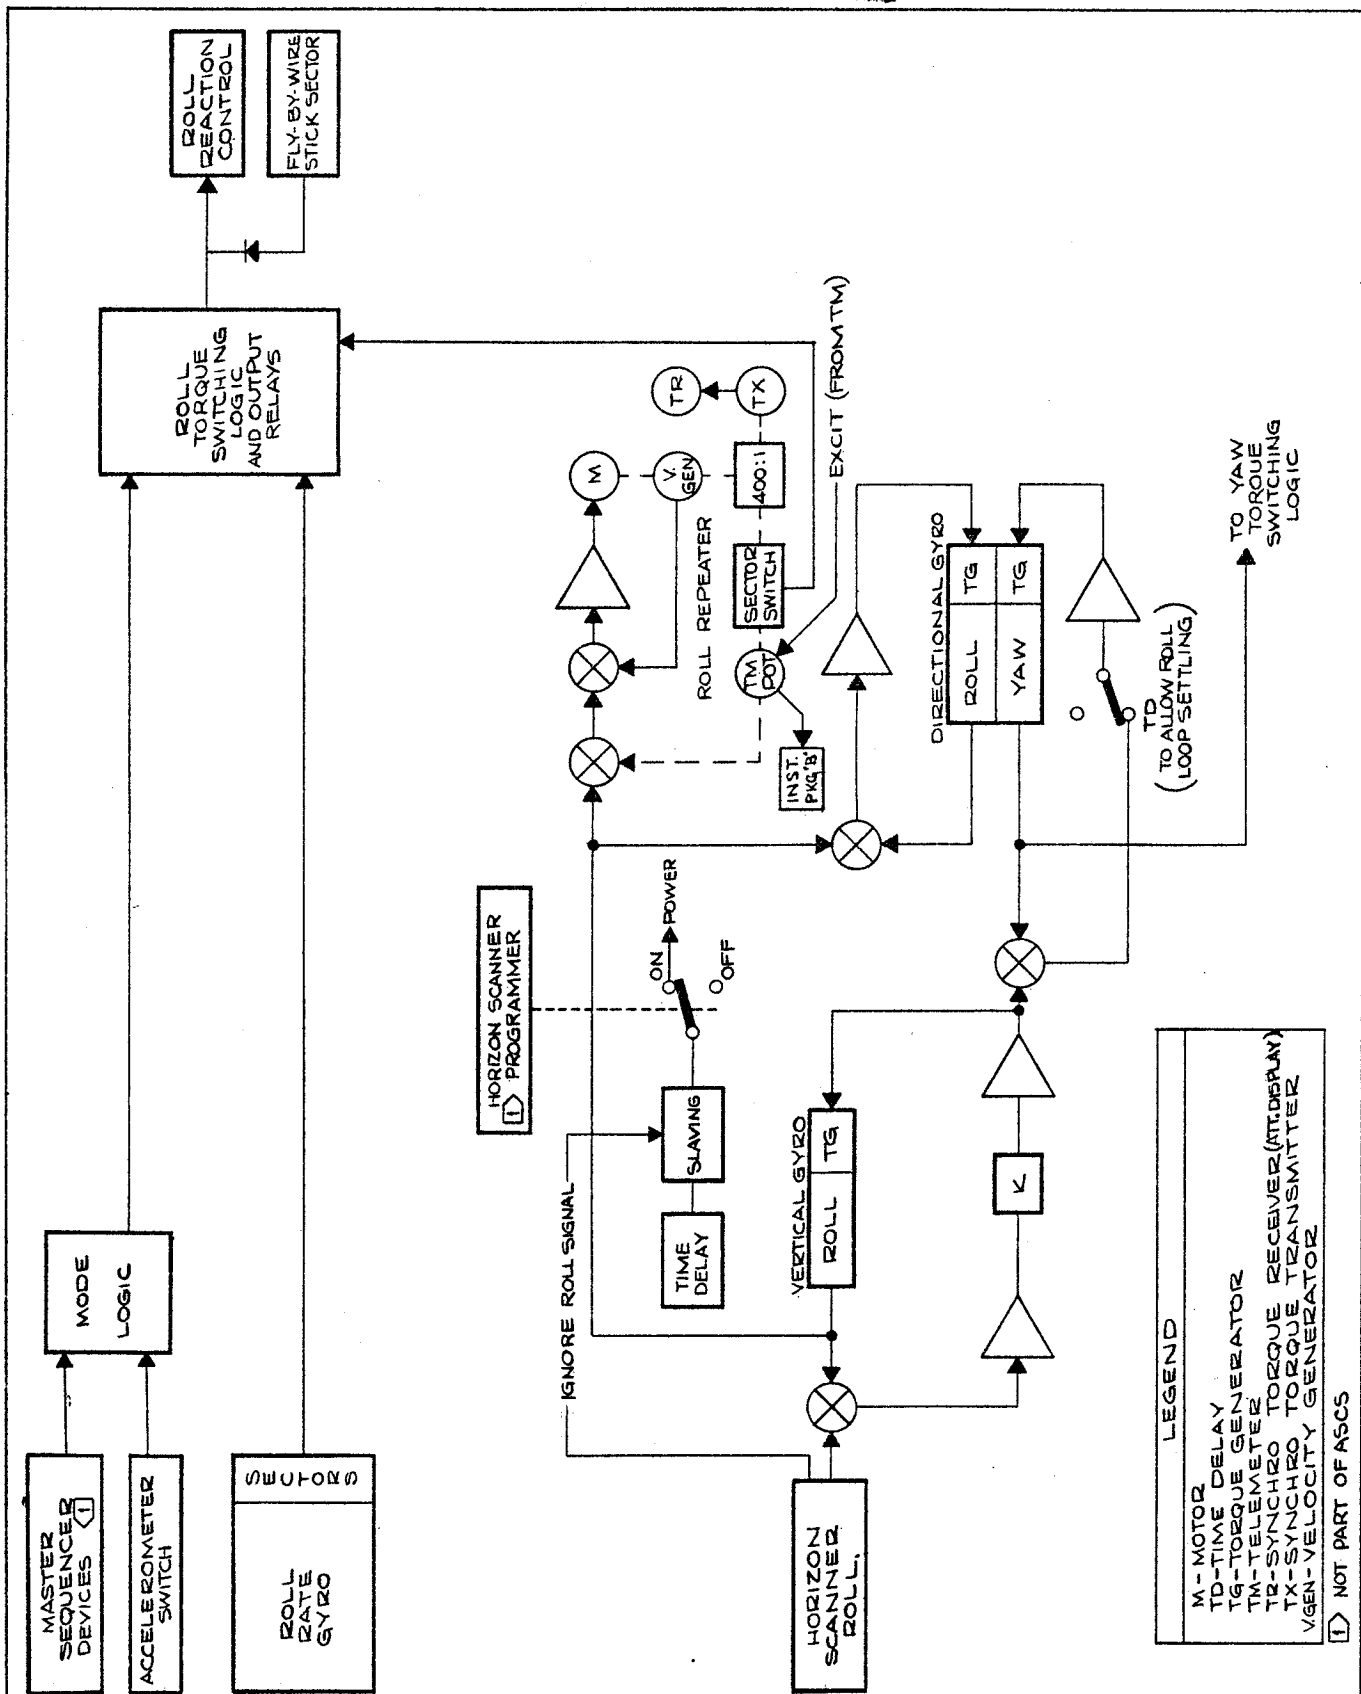 MASTER
SEQUENCER
DEVICES 1
ACCELEROMETER
SWITCH
MODE
LOGIC
ROLL
RATE
GYRO
SECTORS
ROLL
TORQUE
SWITCHING
LOGIC
AND OUTPUT
RELAYS
ROLL
REACTION
CONTROL
FLY-BY-WIRE
STICK SECTOR
HORIZON SCANNER
1 PROGRAMMER
IGNORE ROLL SIGNAL
TIME
DELAY
SLAVING
ON
OFF
POWER
M
V.
GEN
ROLL REPEATER
TR
TX
400:1
SECTOR
SWITCH
TM
POT
INST.
PKG."B"
EXCIT (FROM TM)
HORIZON
SCANNER
ROLL,
VERTICAL GYRO
ROLL
TG
K
DIRECTIONAL GYRO
ROLL
TG
YAW
TG
TD
(TO ALLOW ROLL
LOOP SETTLING)
TO YAW
TORQUE
SWITCHING
LOGIC
LEGEND
M-MOTOR
TD-TIME DELAY
TG-TORQUE GENERATOR
TM-TELEMETER
TR-SYNCHRO TORQUE RECEIVER (ATT. DISPLAY)
TX-SYNCHRO TORQUE TRANSMITTER
V.GEN-VELOCITY GENERATOR
1 NOT PART OF ASCS